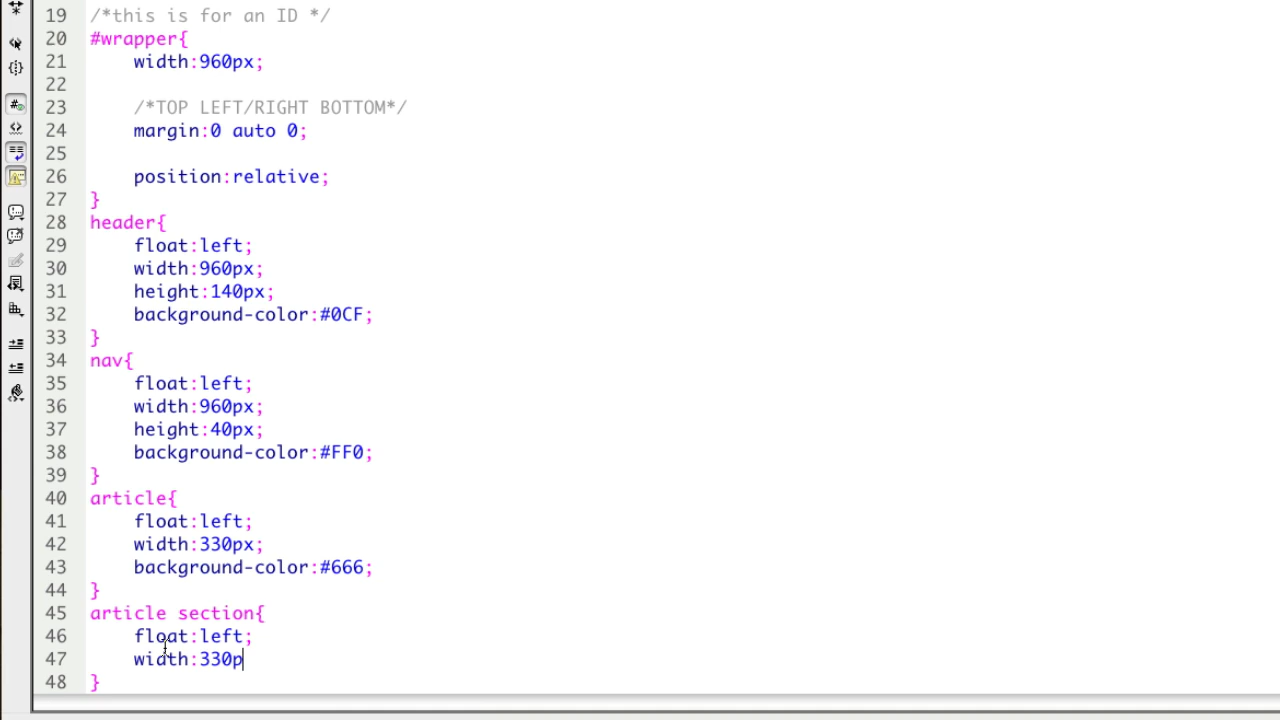 19 /*this is for an ID */
20 #wrapper{
21 width:960px;
22
23 /*TOP LEFT/RIGHT BOTTOM*/
24 margin:0 auto 0;
25
26 position:relative;
27 }
28 header{
29 float:left;
30 width:960px;
31 height:140px;
32 background-color:#0CF;
33 }
34 nav{
35 float:left;
36 width:960px;
37 height:40px;
38 background-color:#FF0;
39 }
40 article{
41 float:left;
42 width:330px;
43 background-color:#666;
44 }
45 article section{
46 float:left;
47 width:330p
48 }